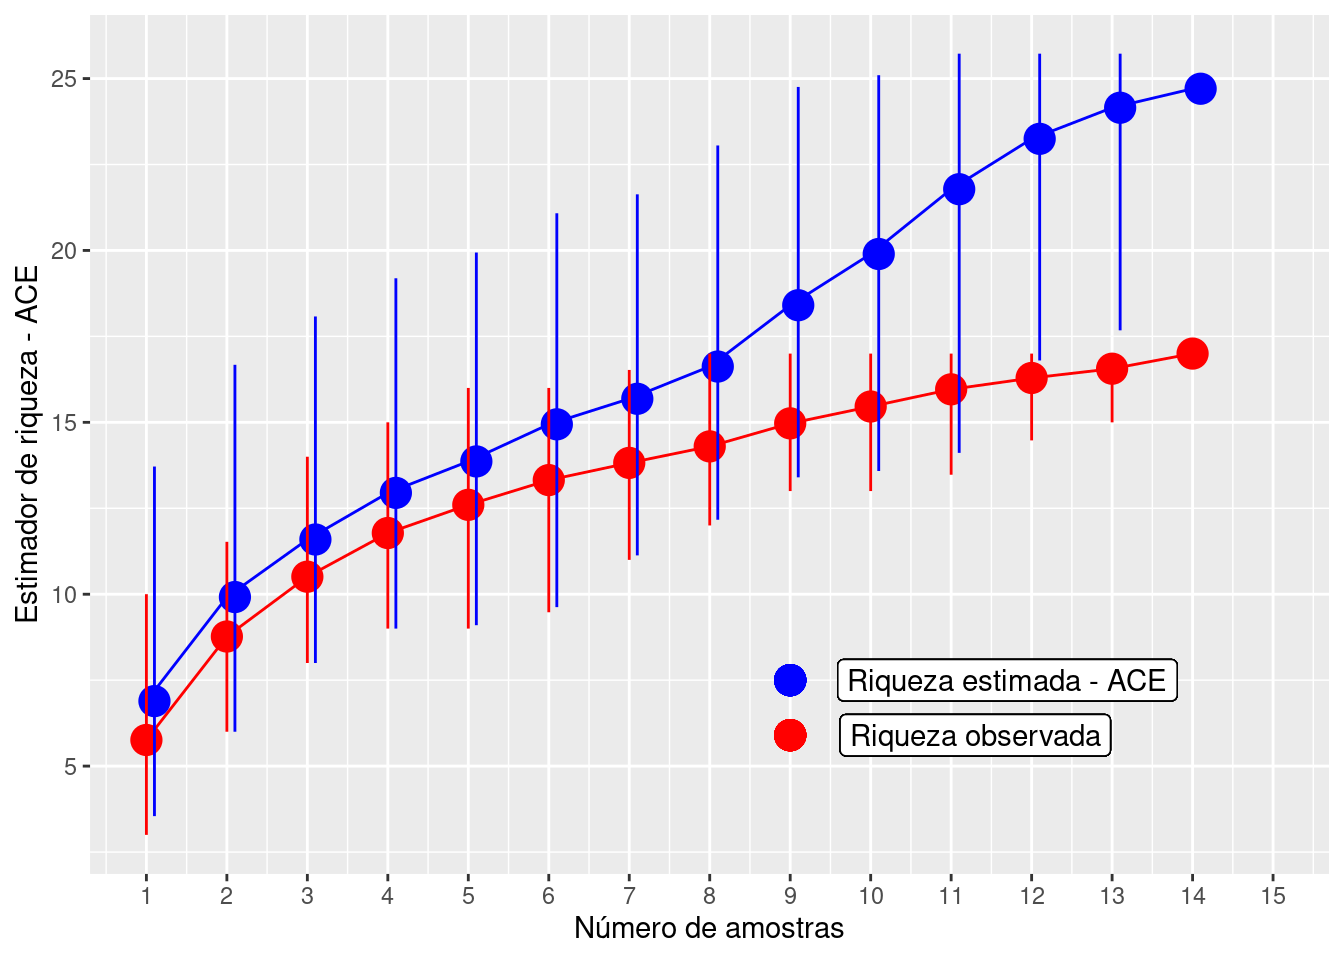 Estimador de riqueza - ACE
25
20
15
10
5
Riqueza estimada - ACE
Riqueza observada
1 2 3 4 5 6 7 8 9 10 11 12 13 14 15
Número de amostras